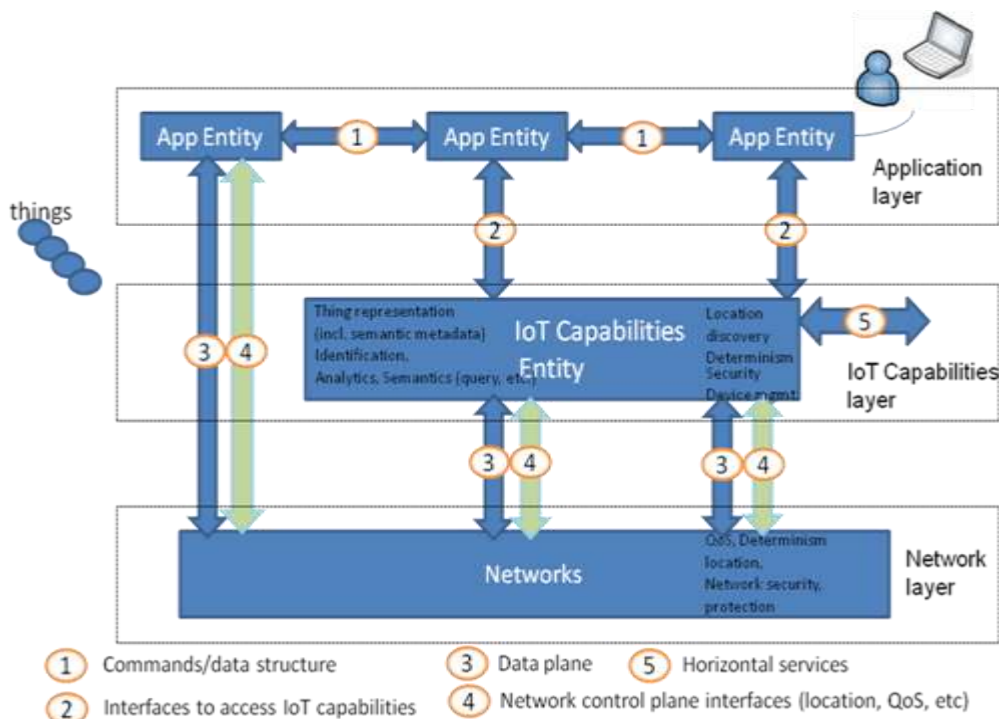 App Entity
1
App Entity
1
App Entity
Application
layer
things
2
2
Thing representation
(incl. semantic metadata)
Identification,
Analytics, Semantics (query, etc)
IoT Capabilities
Entity
Location
discovery
Determinism
Security
Device mgmt.
5
IoT Capabilities
layer
3
4
3
4
3
4
Networks
QoS, Determinism
location,
Network security,
protection
Network
layer
1 Commands/data structure
3 Data plane
5 Horizontal services
2 Interfaces to access IoT capabilities
4 Network control plane interfaces (location, QoS, etc)